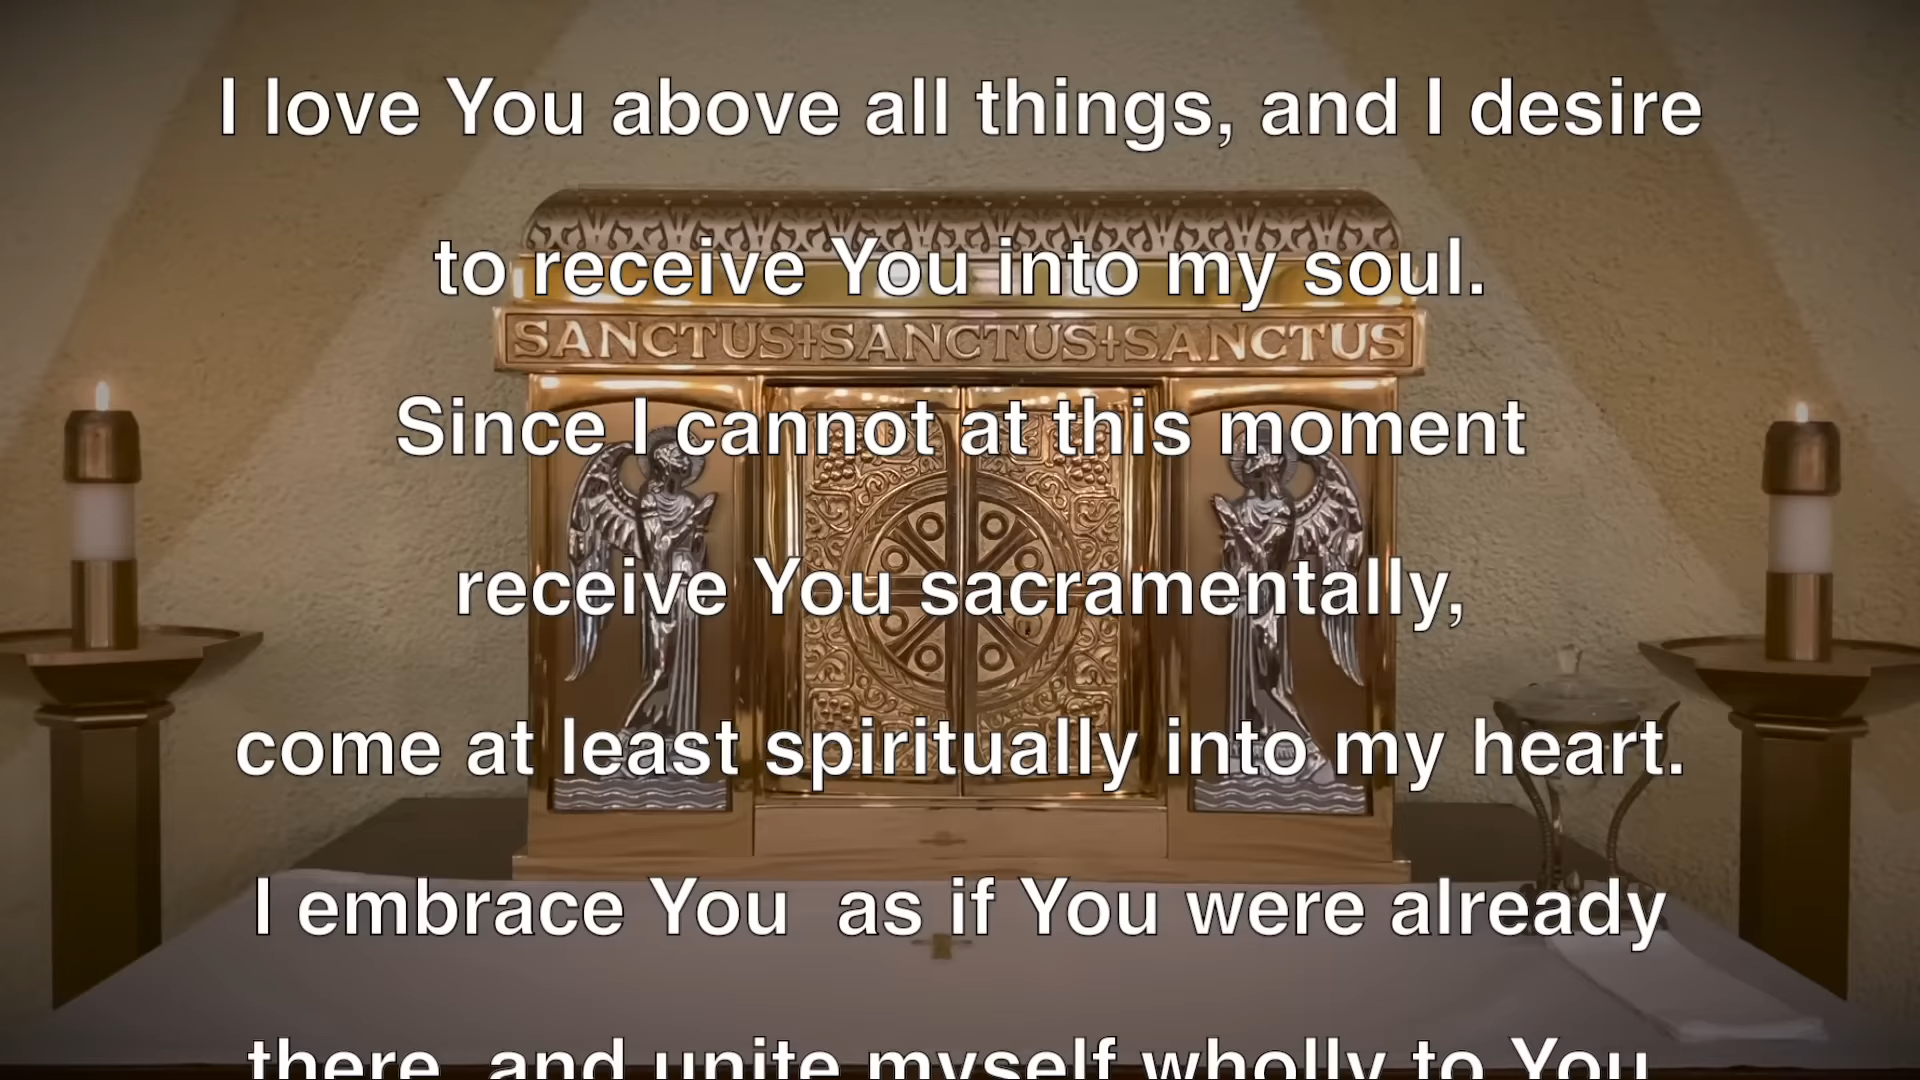 I love You above all things, and I desire
to receive You into my soul.
SANCTUS+SANCTUS+SANCTUS
Since I cannot at this moment
receive You sacramentally,
come at least spiritually into my heart.
I embrace You  as if You were already
there, and unite myself wholly to You